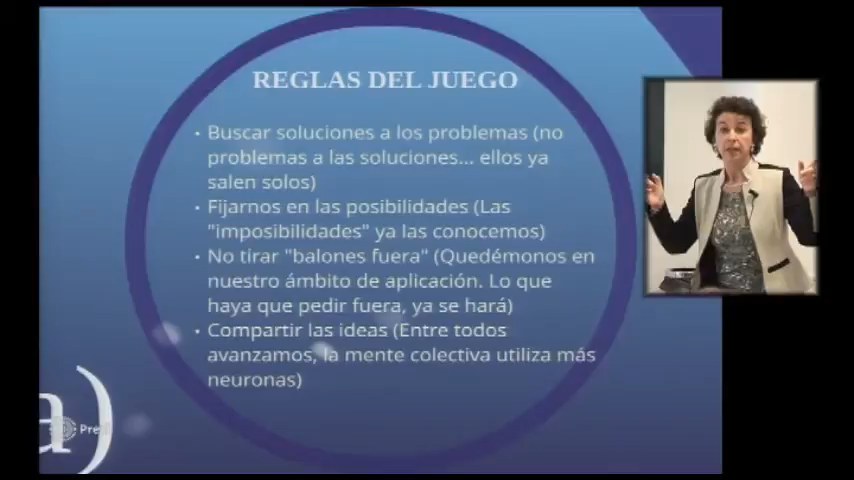 REGLAS DEL JUEGO
• Buscar soluciones a los problemas (no
problemas a las soluciones... ellos ya
salen solos)
• Fijarnos en las posibilidades (Las
"imposibilidades" ya las conocemos)
• No tirar "balones fuera" (Quedémonos en
nuestro ámbito de aplicación. Lo que
haya que pedir fuera, ya se hará)
• Compartir las ideas (Entre todos
avanzamos, la mente colectiva utiliza más
neuronas)
a)